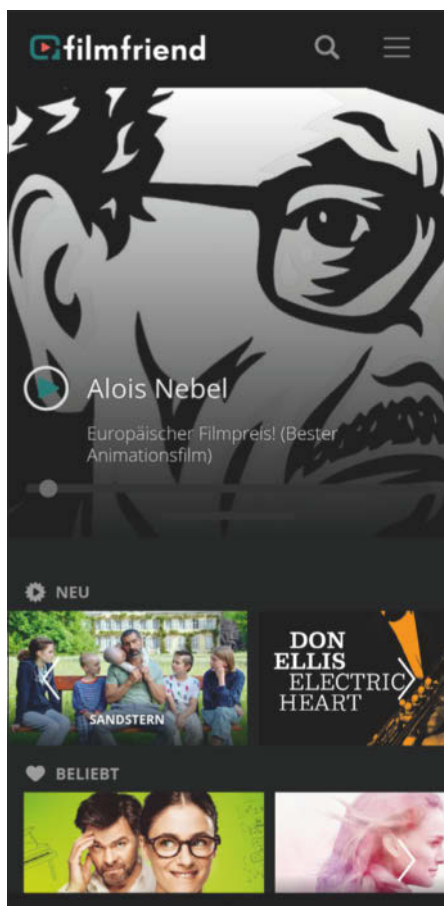 filmfriend
Alois Nebel
Europäischer Filmpreis! (Bester
Animationsfilm)
NEU
SANDSTERN
DON
ELLIS
ELECTRIC
HEART
BELIEBT